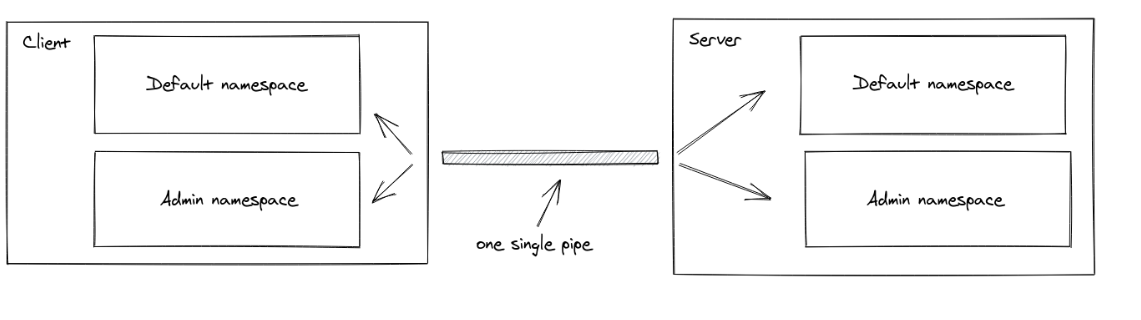 Client
Default namespace
Admin namespace
one single pipe
Server
Default namespace
Admin namespace